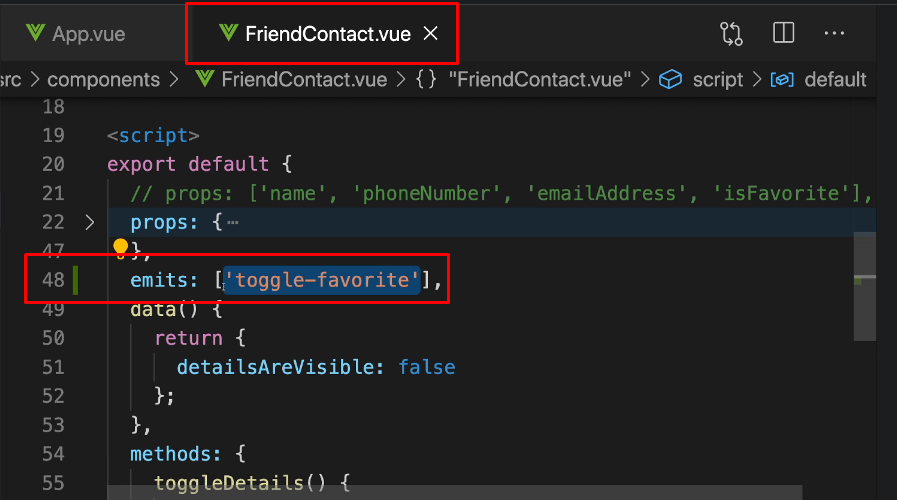 App.vue FriendContact.vue
src > components > FriendContact.vue > {} "FriendContact.vue" > script > default
18
19 <script>
20 export default {
21 // props: ['name', 'phoneNumber', 'emailAddress', 'isFavorite'],
22 props: {
47 },
48 emits: ['toggle-favorite'],
49 data() {
50 return {
51 detailsAreVisible: false
52 };
53 },
54 methods: {
55 toggleDetails() {